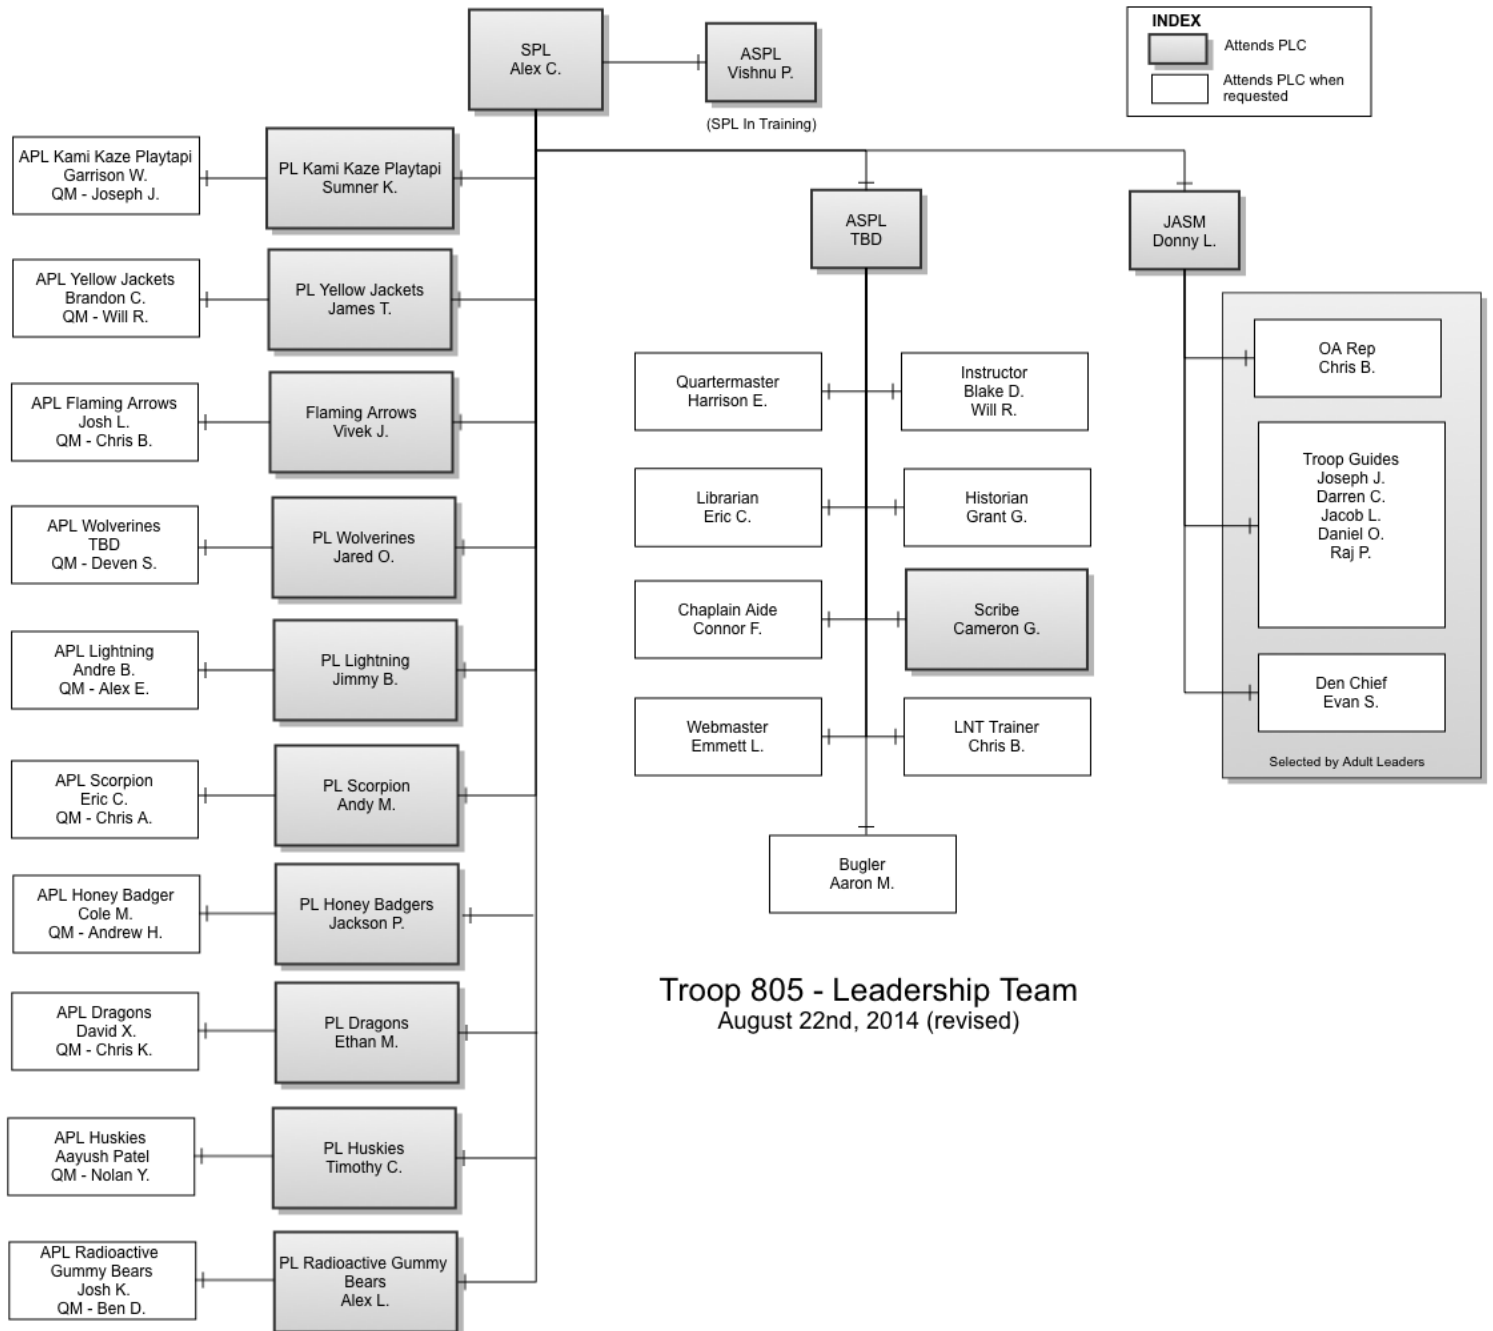 SPL
Alex C.
ASPL
Vishnu P.
(SPL In Training)
INDEX
Attends PLC
Attends PLC when
requested
APL Kami Kaze Playtapi
Garrison W.
QM - Joseph J.
PL Kami Kaze Playtapi
Sumner K.
ASPL
TBD
JASM
Donny L.
APL Yellow Jackets
Brandon C.
QM - Will R.
PL Yellow Jackets
James T.
APL Flaming Arrows
Josh L.
QM - Chris B.
Flaming Arrows
Vivek J.
APL Wolverines
TBD
QM - Deven S.
PL Wolverines
Jared O.
APL Lightning
Andre B.
QM - Alex E.
PL Lightning
Jimmy B.
APL Scorpion
Eric C.
QM - Chris A.
PL Scorpion
Andy M.
APL Honey Badger
Cole M.
QM - Andrew H.
PL Honey Badgers
Jackson P.
APL Dragons
David X.
QM - Chris K.
PL Dragons
Ethan M.
APL Huskies
Aayush Patel
QM - Nolan Y.
PL Huskies
Timothy C.
APL Radioactive
Gummy Bears
Josh K.
QM - Ben D.
PL Radioactive Gummy
Bears
Alex L.
Quartermaster
Harrison E.
Instructor
Blake D.
Will R.
Librarian
Eric C.
Historian
Grant G.
Chaplain Aide
Connor F.
Scribe
Cameron G.
Webmaster
Emmett L.
LNT Trainer
Chris B.
Bugler
Aaron M.
OA Rep
Chris B.
Troop Guides
Joseph J.
Darren C.
Jacob L.
Daniel O.
Raj P.
Den Chief
Evan S.
Selected by Adult Leaders
Troop 805 - Leadership Team
August 22nd, 2014 (revised)